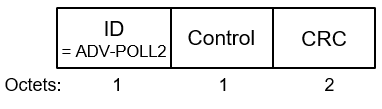 ID
= ADV-POLL2
Control
CRC
Octets: 1 1 2